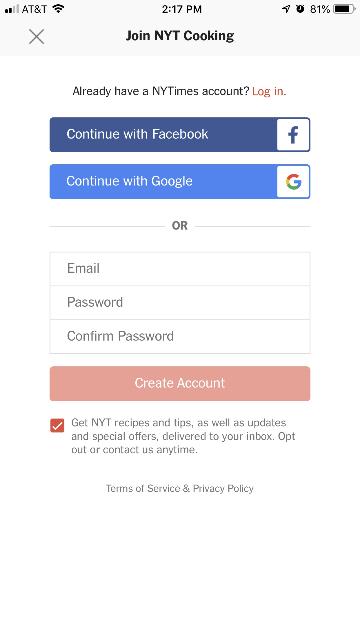 AT&T 2:17 PM 81%
Join NYT Cooking
Already have a NYTimes account? Log in.
Continue with Facebook
Continue with Google
OR
Email
Password
Confirm Password
Create Account
Get NYT recipes and tips, as well as updates
and special offers, delivered to your inbox. Opt
out or contact us anytime.
Terms of Service & Privacy Policy